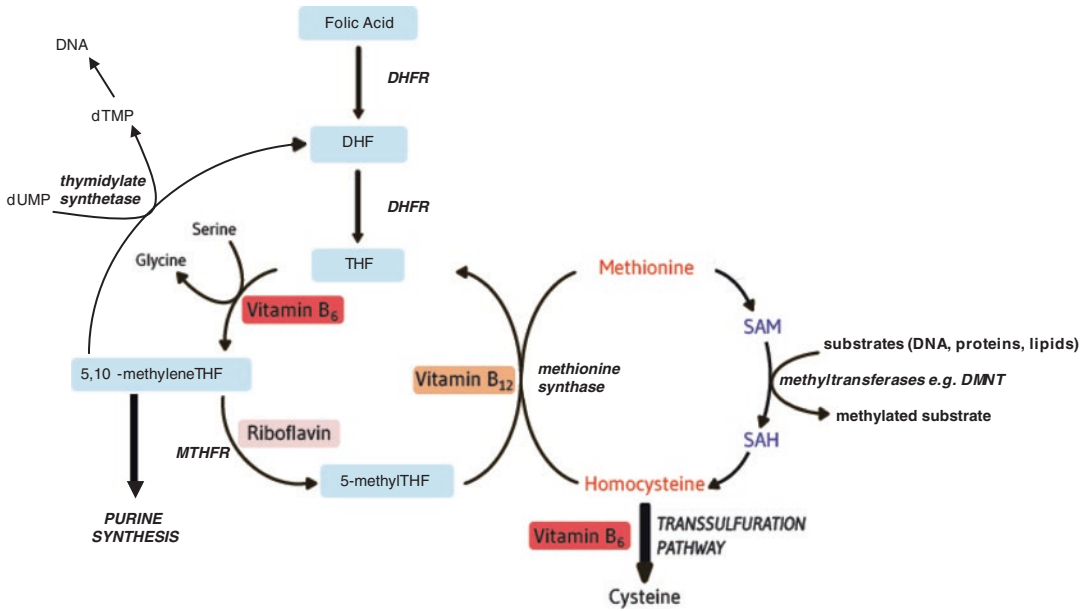 Folic Acid
DNA
DHFR
dTMP
DHF
thymidylate
synthetase
dUMP
DHFR
Serine
Glycine
THF
Methionine
Vitamin B6
SAM
substrates (DNA, proteins, lipids)
5,10 -methyleneTHF
Vitamin B12
methionine
synthase
methyltransferases e.g. DMNT
methylated substrate
Riboflavin
MTHFR
SAH
5-methylTHF
Homocysteine
PURINE
SYNTHESIS
Vitamin B6
TRANSSULFURATION
PATHWAY
Cysteine